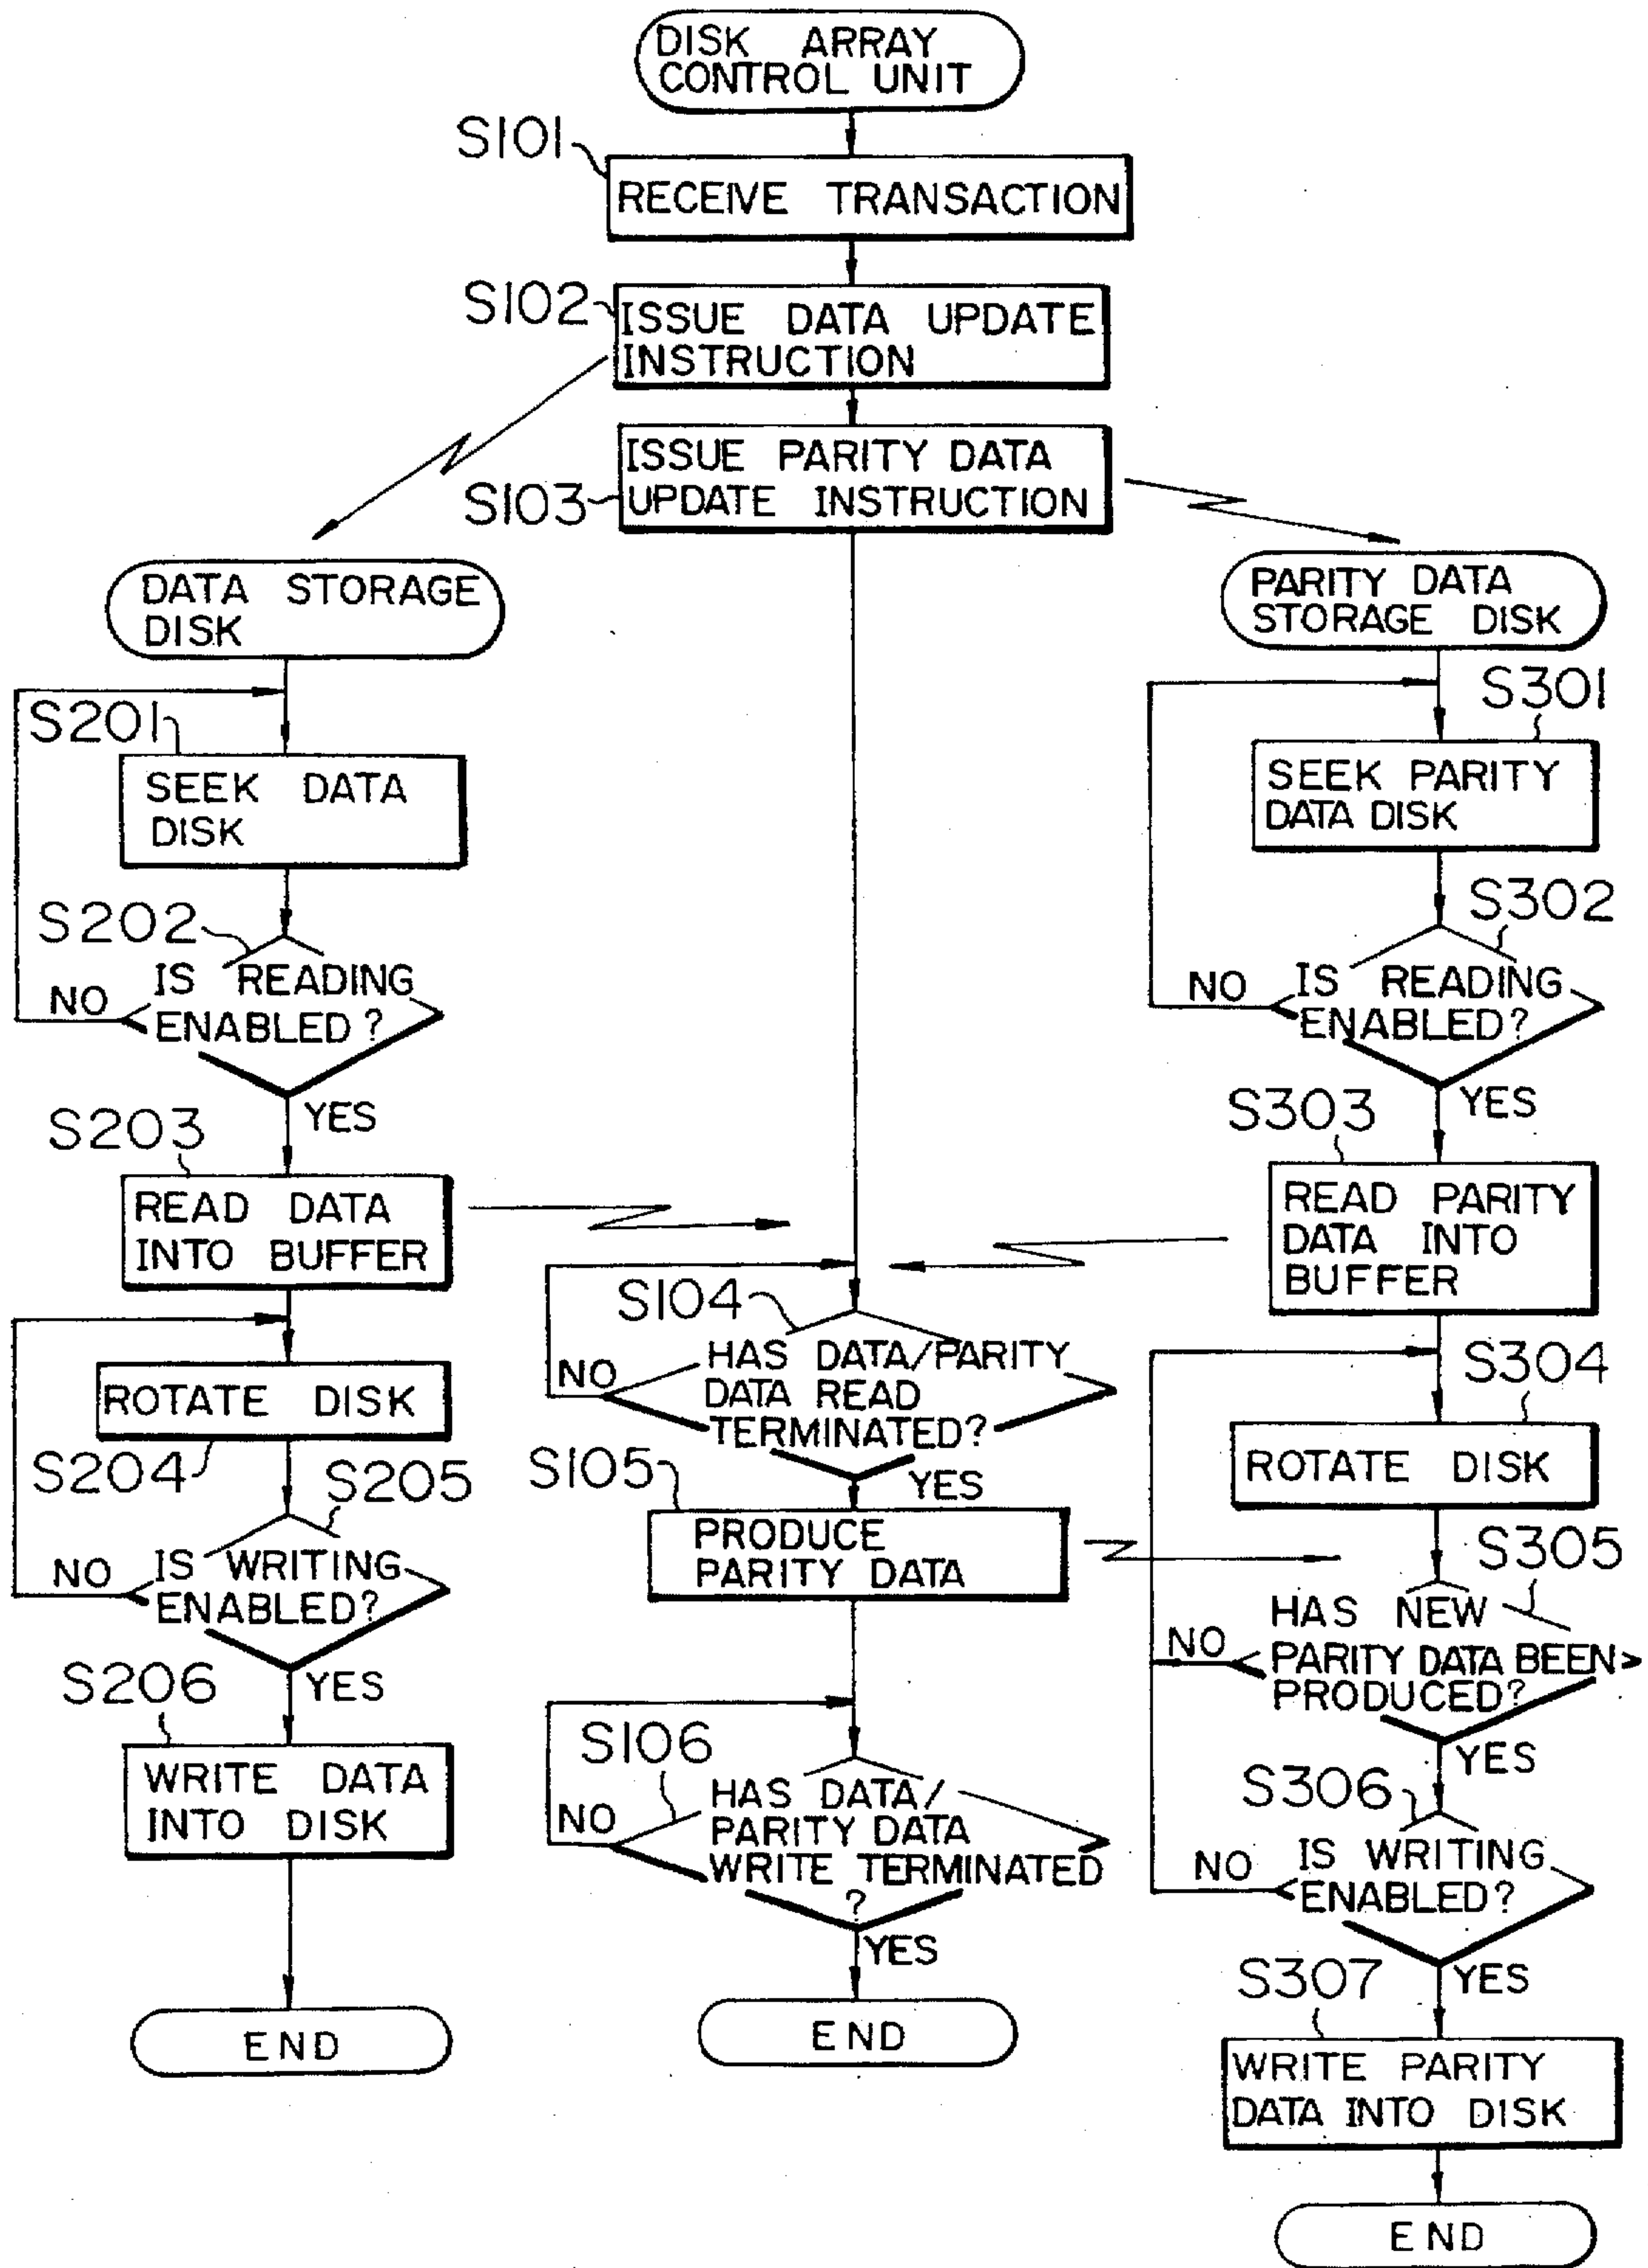 DISK ARRAY
CONTROL UNIT
S101
RECEIVE TRANSACTION
S102
ISSUE DATA UPDATE
INSTRUCTION
S103
ISSUE PARITY DATA
UPDATE INSTRUCTION
DATA STORAGE
DISK
S201
SEEK DATA
DISK
S202
IS READING
ENABLED?
NO
YES
S203
READ DATA
INTO BUFFER
ROTATE DISK
S204
S205
IS WRITING
ENABLED?
NO
YES
S206
WRITE DATA
INTO DISK
END
S104
HAS DATA/PARITY
DATA READ
TERMINATED?
NO
YES
S105
PRODUCE
PARITY DATA
S106
HAS DATA/
PARITY DATA
WRITE TERMINATED
?
NO
YES
END
PARITY DATA
STORAGE DISK
S301
SEEK PARITY
DATA DISK
S302
IS READING
ENABLED?
NO
YES
S303
READ PARITY
DATA INTO
BUFFER
S304
ROTATE DISK
S305
HAS NEW
PARITY DATA BEEN
PRODUCED?
NO
YES
S306
IS WRITING
ENABLED?
NO
YES
S307
WRITE PARITY
DATA INTO DISK
END